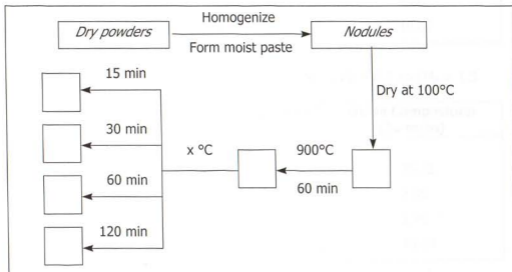 Homogenize
Dry powders
Nodules
Form moist paste
15 min
Dry at 100°C
30 min
x °C
900°C
60 min
60 min
120 min